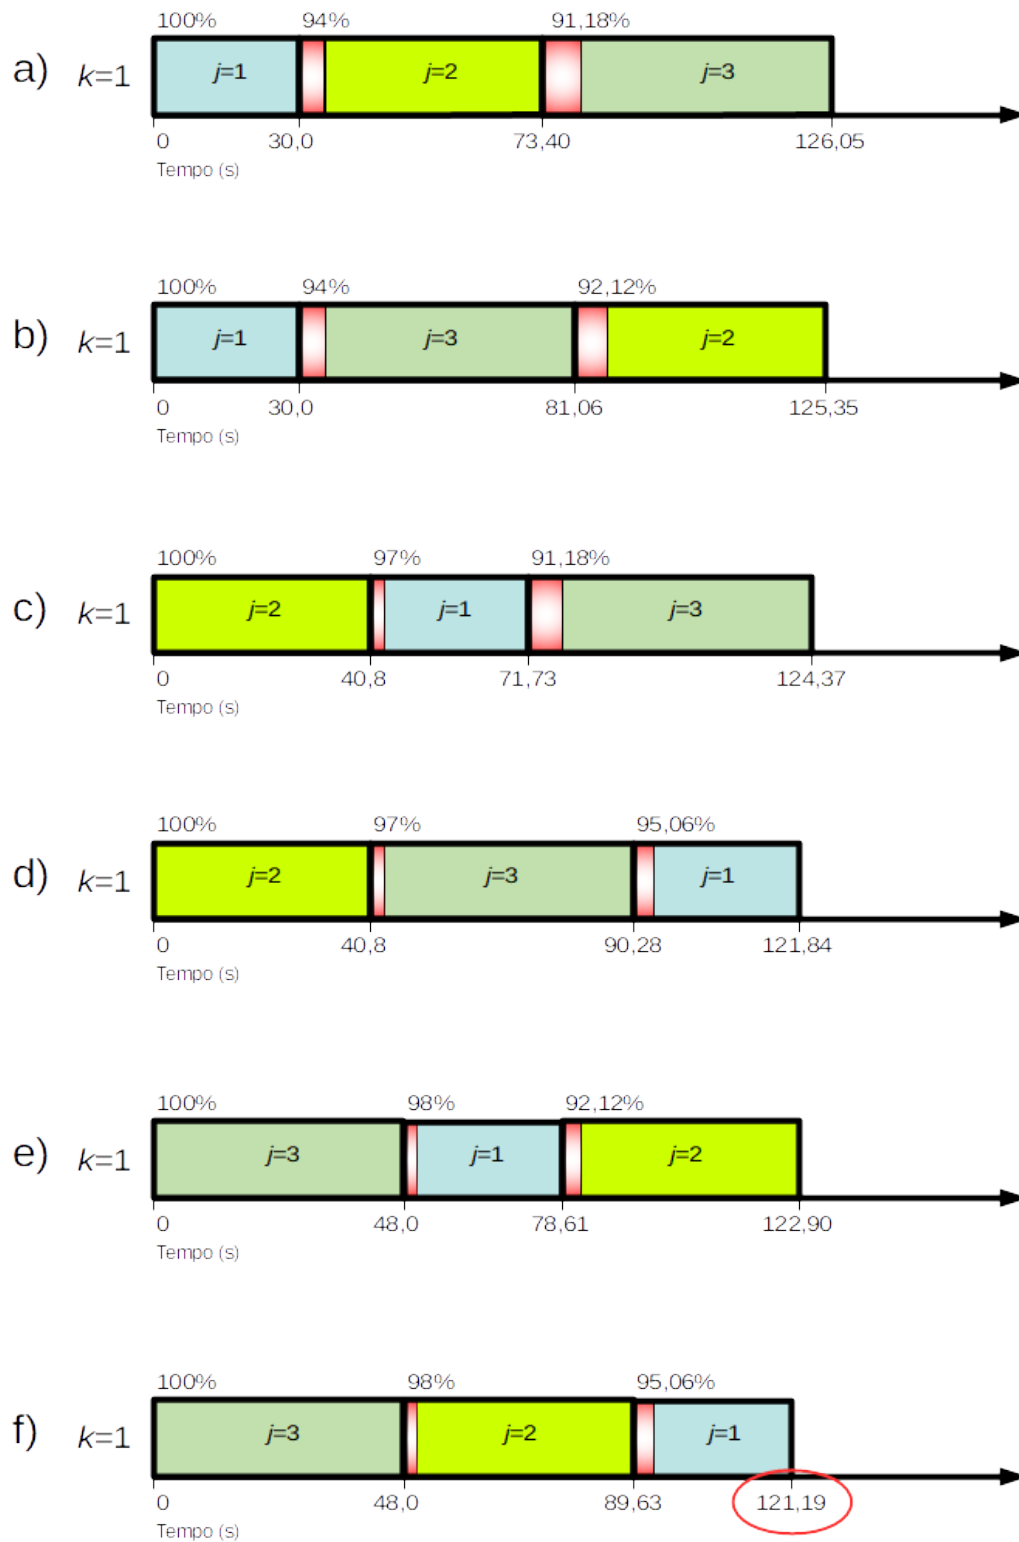 100% 94% 91,18%
a) k=1 j=1 j=2 j=3
0 30,0 73,40 126,05
Tempo (s)
100% 94% 92,12%
b) k=1 j=1 j=3 j=2
0 30,0 81,06 125,35
Tempo (s)
100% 97% 91,18%
c) k=1 j=2 j=1 j=3
0 40,8 71,73 124,37
Tempo (s)
100% 97% 95,06%
d) k=1 j=2 j=3 j=1
0 40,8 90,28 121,84
Tempo (s)
100% 98% 92,12%
e) k=1 j=3 j=1 j=2
0 48,0 78,61 122,90
Tempo (s)
100% 98% 95,06%
f) k=1 j=3 j=2 j=1
0 48,0 89,63 121,19
Tempo (s)